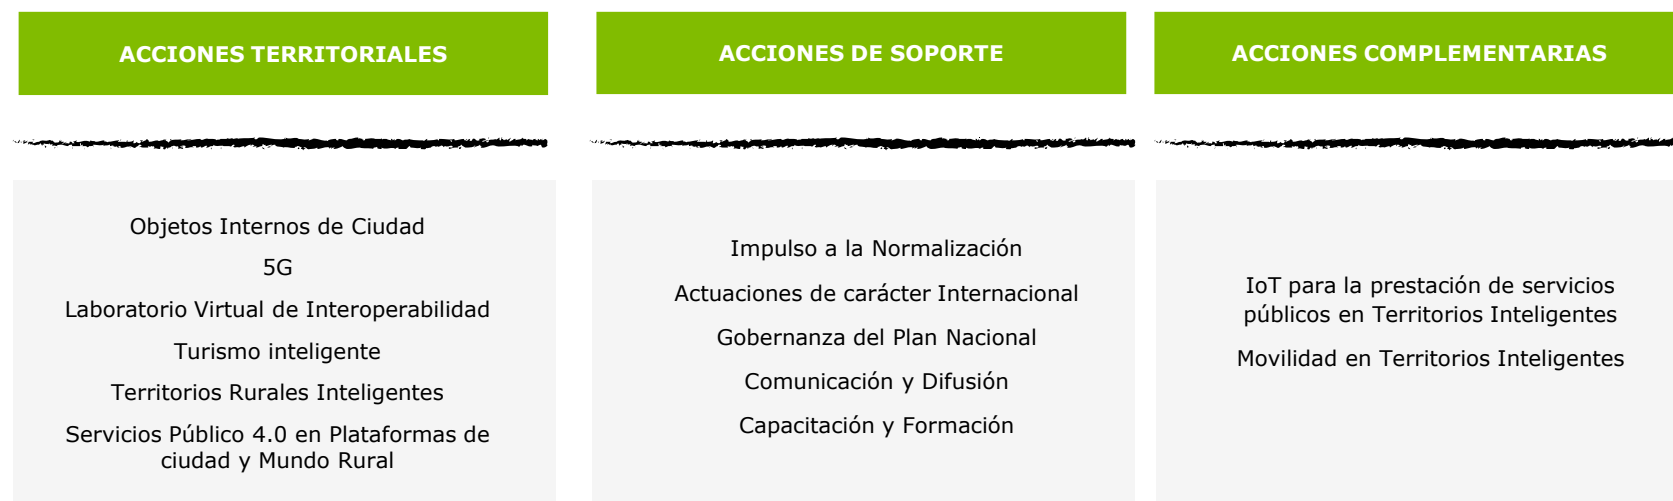 ACCIONES TERRITORIALES
Objetos Internos de Ciudad
5G
Laboratorio Virtual de Interoperabilidad
Turismo inteligente
Territorios Rurales Inteligentes
Servicios Público 4.0 en Plataformas de
ciudad y Mundo Rural
ACCIONES DE SOPORTE
Impulso a la Normalización
Actuaciones de carácter Internacional
Gobernanza del Plan Nacional
Comunicación y Difusión
Capacitación y Formación
ACCIONES COMPLEMENTARIAS
IoT para la prestación de servicios
públicos en Territorios Inteligentes
Movilidad en Territorios Inteligentes